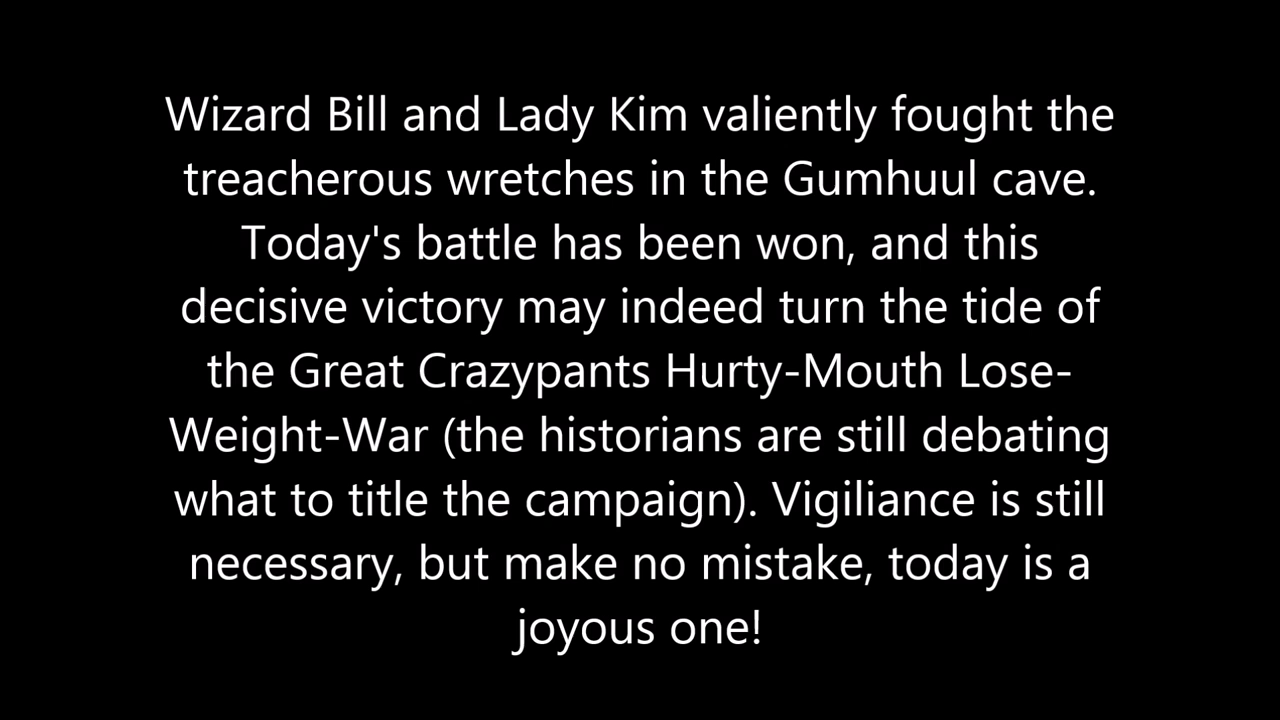 Wizard Bill and Lady Kim valiently fought the
treacherous wretches in the Gumhuul cave.
Today's battle has been won, and this
decisive victory may indeed turn the tide of
the Great Crazypants Hurty-Mouth Lose-
Weight-War (the historians are still debating
what to title the campaign). Vigiliance is still
necessary, but make no mistake, today is a
joyous one!